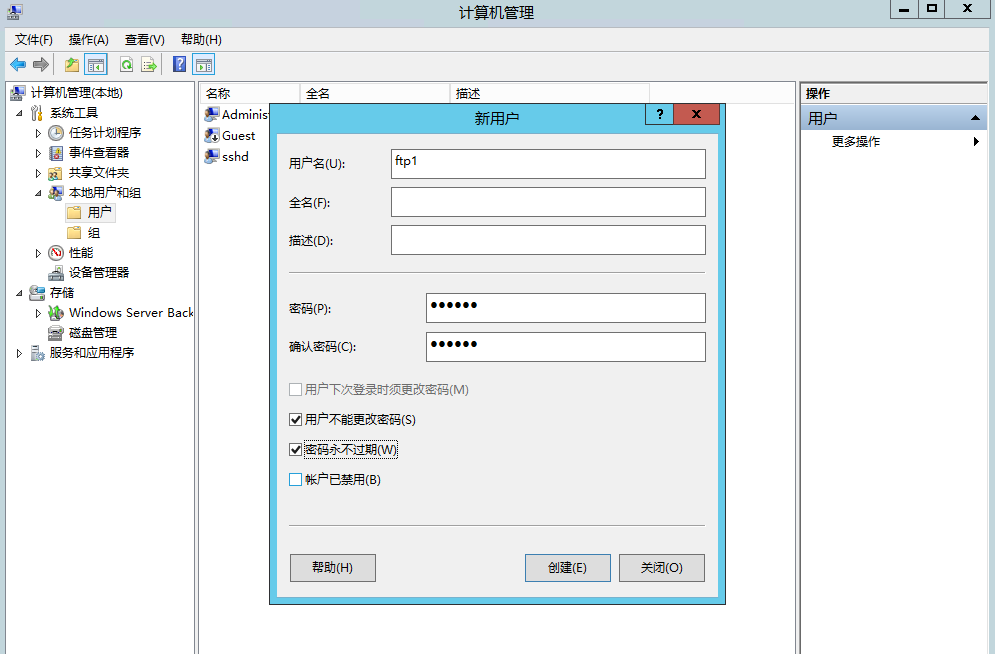 计算机管理
文件(F) 操作(A) 查看(V) 帮助(H)
计算机管理(本地)
系统工具
任务计划程序
事件查看器
共享文件夹
本地用户和组
用户
组
性能
设备管理器
存储
Windows Server Back
磁盘管理
服务和应用程序
名称 全名 描述
Adminis
Guest
sshd
新用户
用户名(U): ftp1
全名(F):
描述(D):
密码(P): ●●●●●●
确认密码(C): ●●●●●●
用户下次登录时须更改密码(M)
用户不能更改密码(S)
密码永不过期(W)
帐户已禁用(B)
帮助(H) 创建(E) 关闭(O)
操作
用户
更多操作